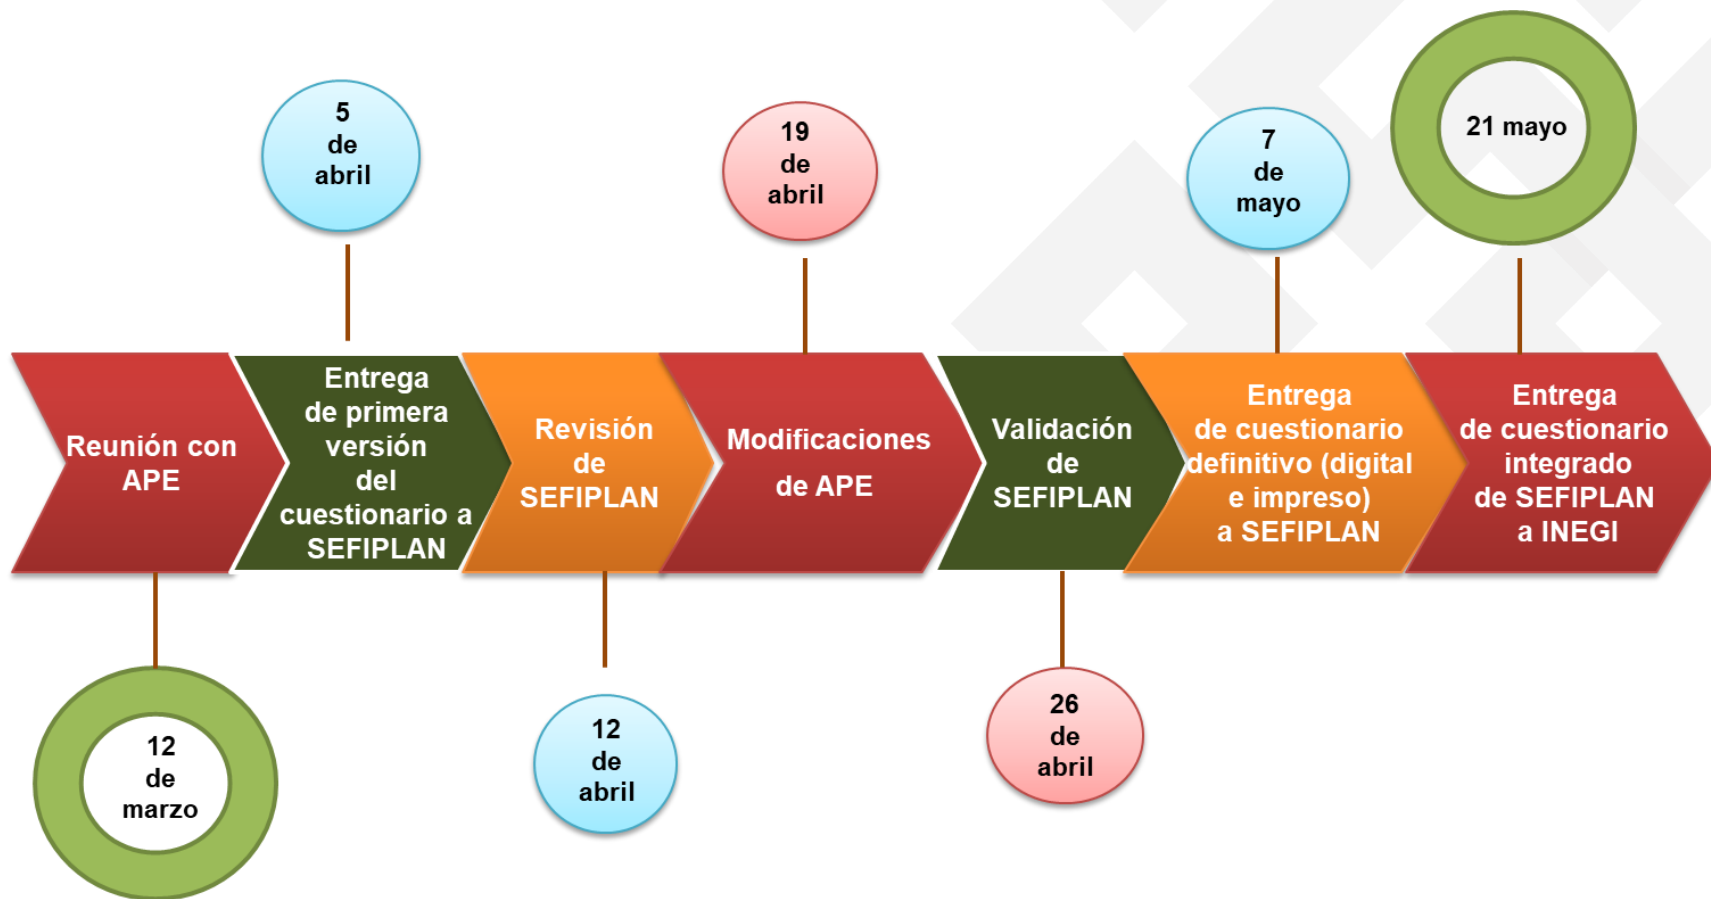 5
de
abril
19
de
abril
7
de
mayo
21 mayo
Reunión con
APE
Entrega
de primera
versión
del
cuestionario a
SEFIPLAN
Revisión
de
SEFIPLAN
Modificaciones
de APE
Validación
de
SEFIPLAN
Entrega
de cuestionario
definitivo (digital
e impreso)
a SEFIPLAN
Entrega
de cuestionario
integrado
de SEFIPLAN
a INEGI
12
de
marzo
12
de
abril
26
de
abril